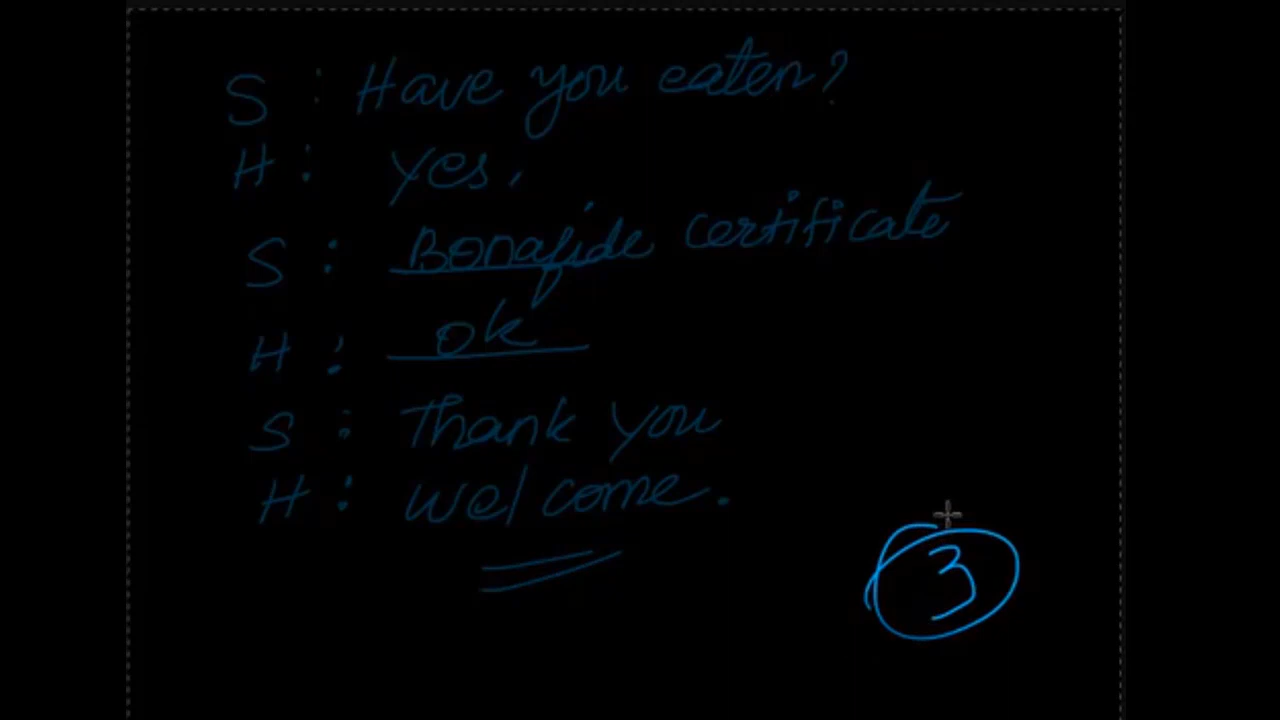 S : Have you eaten?
H : Yes,
S : Bonafide certificate
H : ok
S : Thank you
H : welcome.
3